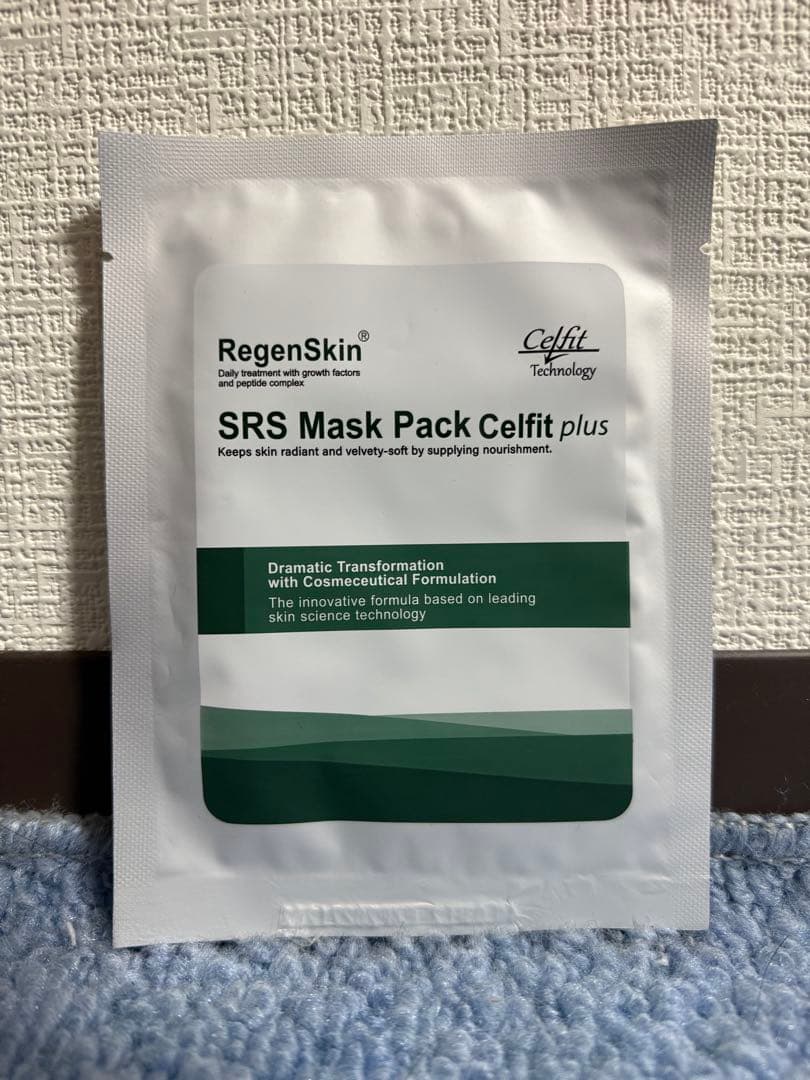 RegenSkin®
Daily treatment with growth factors
and peptide complex
Celfit
Technology
SRS Mask Pack Celfit plus
Keeps skin radiant and velvety-soft by supplying nourishment.
Dramatic Transformation
with Cosmeceutical Formulation
The innovative formula based on leading
skin science technology